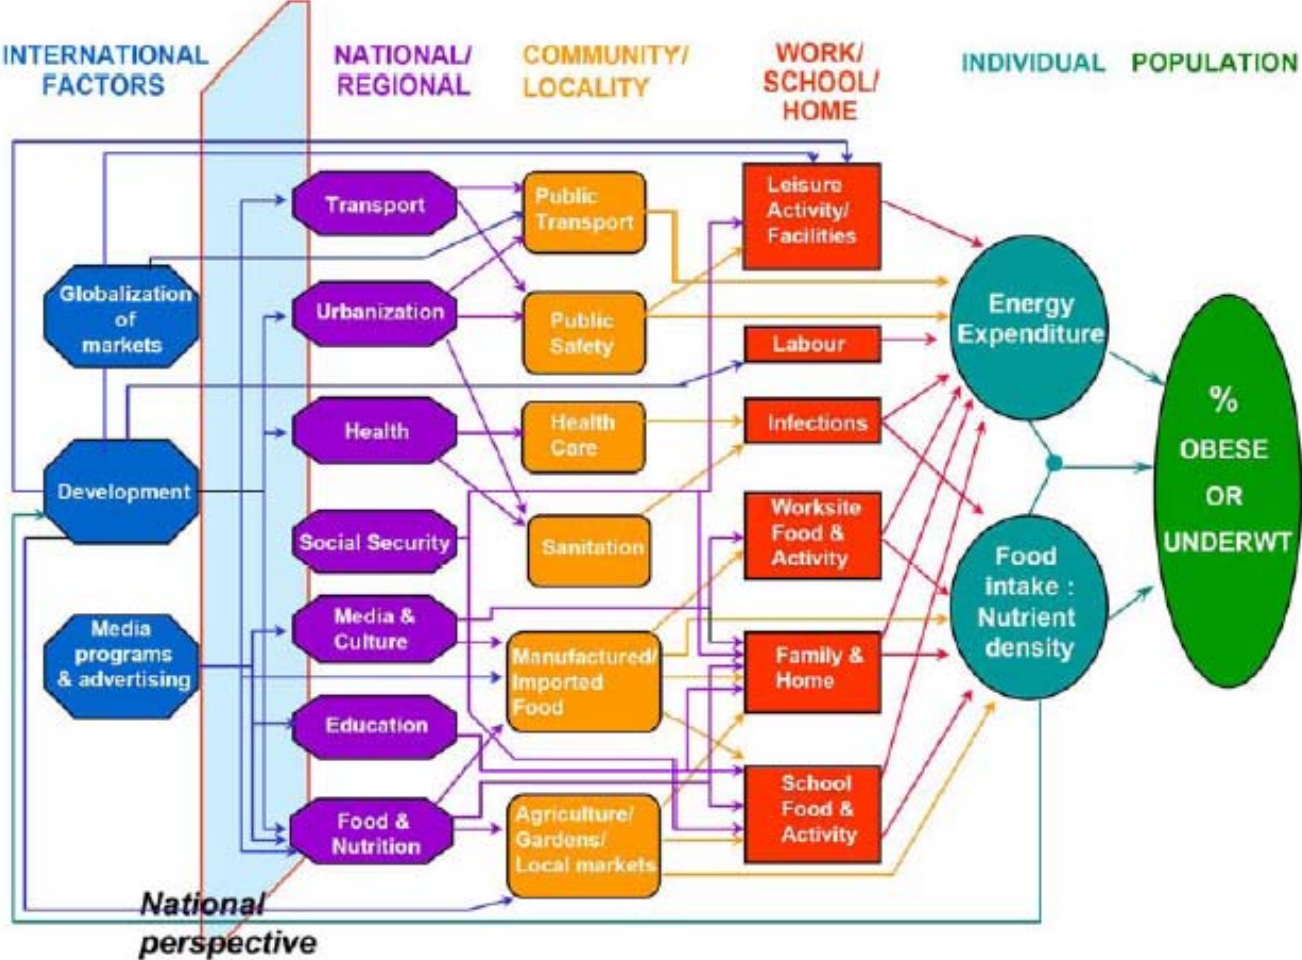 INTERNATIONAL
FACTORS
NATIONAL/
REGIONAL
COMMUNITY/
LOCALITY
WORK/
SCHOOL/
HOME
INDIVIDUAL
POPULATION
Globalization
of
markets
Development
Media
programs
& advertising
Transport
Urbanization
Health
Social Security
Media &
Culture
Education
Food &
Nutrition
Public
Transport
Public
Safety
Health
Care
Sanitation
Manufactured/
Imported
Food
Agriculture/
Gardens/
Local markets
Leisure
Activity/
Facilities
Labour
Infections
Worksite
Food &
Activity
Family &
Home
School
Food &
Activity
Energy
Expenditure
Food
intake :
Nutrient
density
%
OBESE
OR
UNDERWT
National
perspective